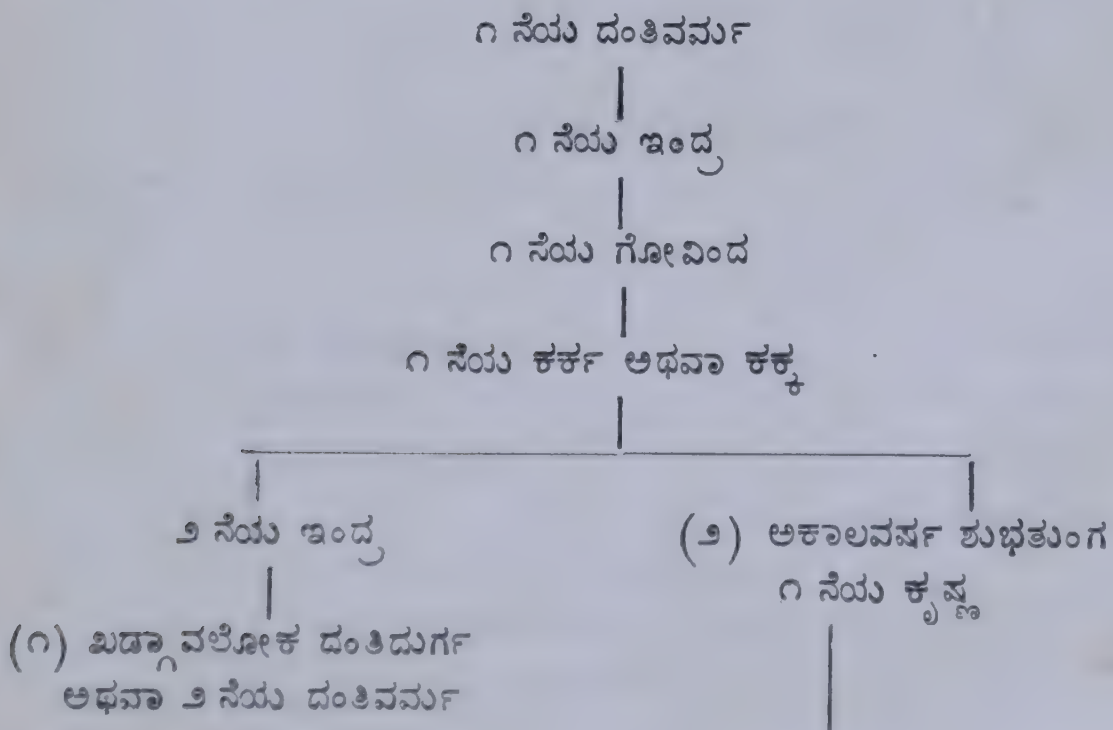 ೧ ನೆಯ ದಂತಿವರ್ಮ
೧ ನೆಯ ಇಂದ್ರ
೧ ನೆಯ ಗೋವಿಂದ
೧ ನೆಯ ಕರ್ಕ ಅಥವಾ ಕಕ್ಕ
೨ ನೆಯ ಇಂದ್ರ
(೨) ಅಕಾಲವರ್ಷ ಶುಭತುಂಗ
೧ ನೆಯ ಕೃಷ್ಣ
(೧) ಖಡ್ಗಾವಲೋಕ ದಂತಿದುರ್ಗ
ಅಥವಾ ೨ ನೆಯ ದಂತಿವರ್ಮ